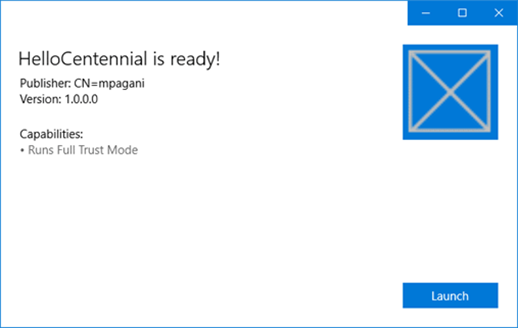 HelloCentennial is ready!
Publisher: CN=mpagani
Version: 1.0.0.0
Capabilities:
• Runs Full Trust Mode
Launch